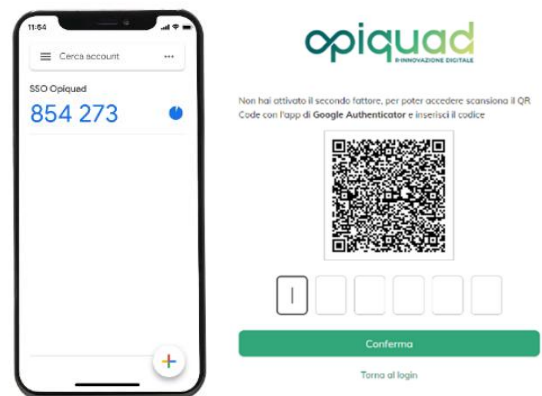 11:54
Cerca account
SSO Opiquad
854 273
opiquad
R-INNOVAZIONE DIGITALE
Non hai attivato il secondo fattore, per poter accedere scansiona il QR
Code con l'app di Google Authenticator e inserisci il codice
Conferma
Torna al login